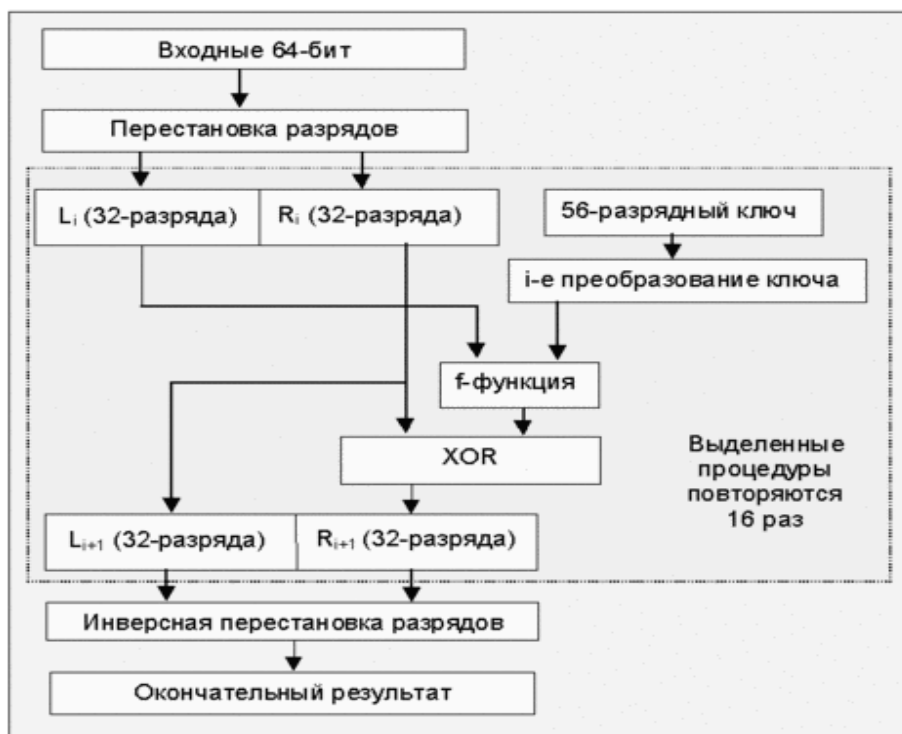 Входные 64-бит
Перестановка разрядов
Lᵢ (32-разряда)
Rᵢ (32-разряда)
56-разрядный ключ
i-е преобразование ключа
f-функция
XOR
Выделенные
процедуры
повторяются
16 раз
Lᵢ₊₁ (32-разряда)
Rᵢ₊₁ (32-разряда)
Инверсная перестановка разрядов
Окончательный результат